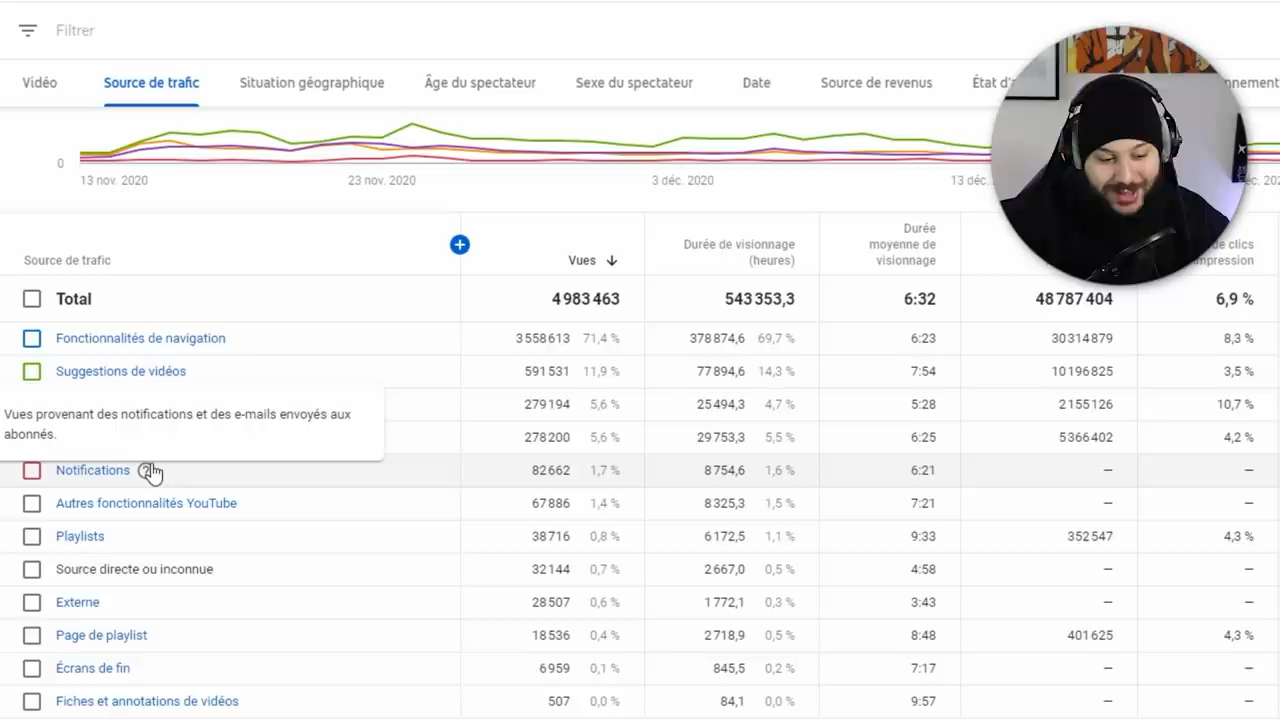 Filtrer
Vidéo Source de trafic Situation géographique Âge du spectateur Sexe du spectateur Date Source de revenus État d'
0
13 nov. 2020 23 nov. 2020 3 déc. 2020 13 déc.
Source de trafic Vues Durée de visionnage (heures) Durée moyenne de visionnage de clics
Total 4 983 463 543 353,3 6:32 48 787 404 6,9 %
Fonctionnalités de navigation 3 558 613 71,4 % 378 874,6 69,7 % 6:23 30 314 879 8,3 %
Suggestions de vidéos 591 531 11,9 % 77 894,6 14,3 % 7:54 10 196 825 3,5 %
279 194 5,6 % 25 494,3 4,7 % 5:28 2 155 126 10,7 %
Vues provenant des notifications et des e-mails envoyés aux
abonnés.
278 200 5,6 % 29 753,3 5,5 % 6:25 5 366 402 4,2 %
Notifications 82 662 1,7 % 8 754,6 1,6 % 6:21 – –
Autres fonctionnalités YouTube 67 886 1,4 % 8 325,3 1,5 % 7:21 – –
Playlists 38 716 0,8 % 6 172,5 1,1 % 9:33 352 547 4,3 %
Source directe ou inconnue 32 144 0,7 % 2 667,0 0,5 % 4:58 – –
Externe 28 507 0,6 % 1 772,1 0,3 % 3:43 – –
Page de playlist 18 536 0,4 % 2 718,9 0,5 % 8:48 401 625 4,3 %
Écrans de fin 6 959 0,1 % 845,5 0,2 % 7:17 – –
Fiches et annotations de vidéos 507 0,0 % 84,1 0,0 % 9:57 – –